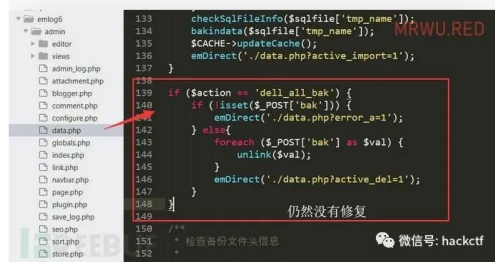 emlog6
admin
editor
views
admin_log.php
attachment.php
blogger.php
comment.php
configure.php
data.php
globals.php
index.php
link.php
navbar.php
page.php
plugin.php
save_log.php
seo.php
sort.php
store.php
133 checkSqlFileInfo($sqlfile['tmp_name']);
134 bakindata($sqlfile['tmp_name']);
135 $CACHE->updateCache();
136 emDirect('./data.php?active_import=1');
137 }
138
139 if ($action == 'dell_all_bak') {
140 if (!isset($_POST['bak'])) {
141 emDirect('./data.php?error_a=1');
142 } else{
143 foreach ($_POST['bak'] as $val) {
144 unlink($val);
145 }
146 emDirect('./data.php?active_del=1');
147 }
148 }
149
150 /**
151 * 检查备份文件头信息
152 *
MRWU.RED
仍然没有修复
微信号: hackctf